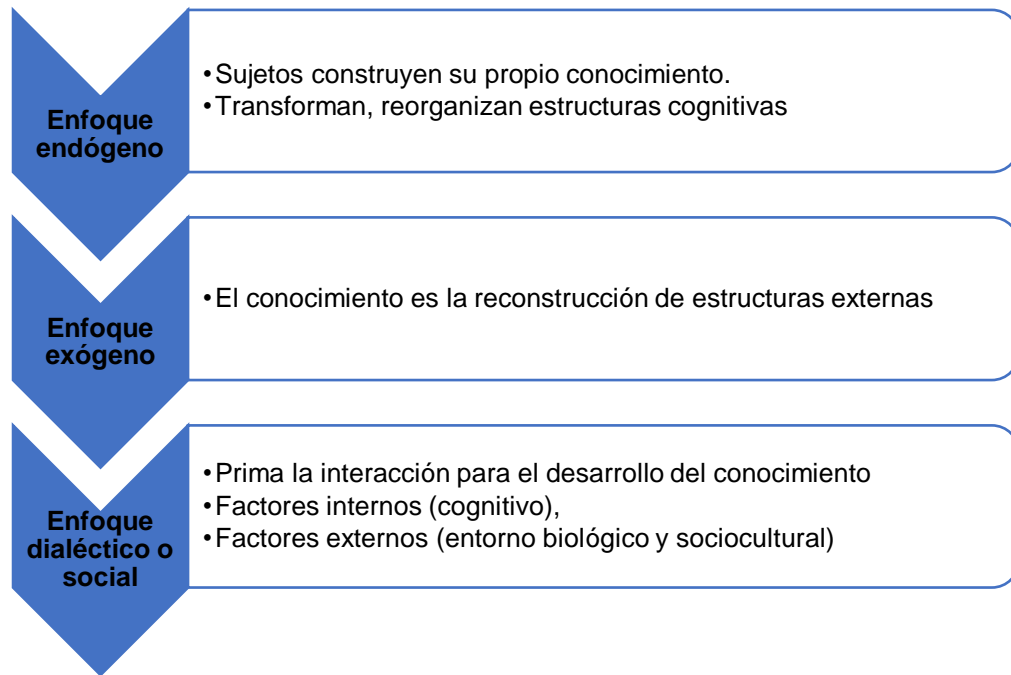 Enfoque
endógeno
•Sujetos construyen su propio conocimiento.
•Transforman, reorganizan estructuras cognitivas
Enfoque
exógeno
•El conocimiento es la reconstrucción de estructuras externas
Enfoque
dialéctico o
social
•Prima la interacción para el desarrollo del conocimiento
•Factores internos (cognitivo),
•Factores externos (entorno biológico y sociocultural)